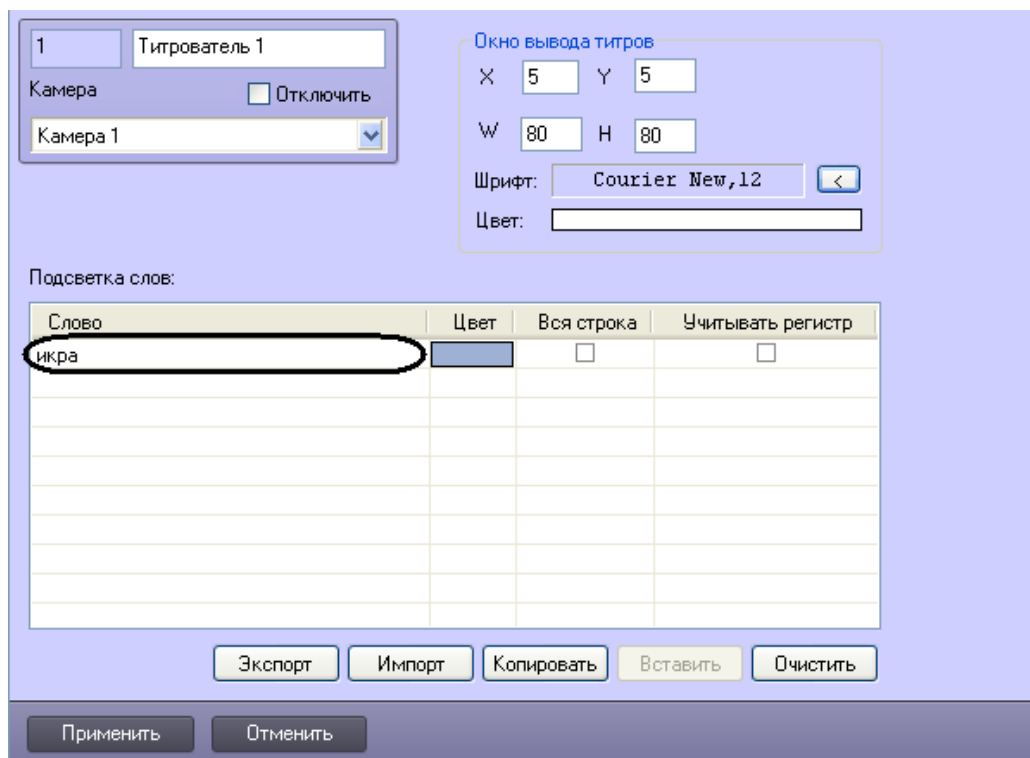 1 Титрователь 1
Камера Отключить
Камера 1
Окно вывода титров
X 5 Y 5
W 80 H 80
Шрифт: Courier New,12 <
Цвет:
Подсветка слов:
Слово Цвет Вся строка Учитывать регистр
икра
Экспорт Импорт Копировать Вставить Очистить
Применить Отменить